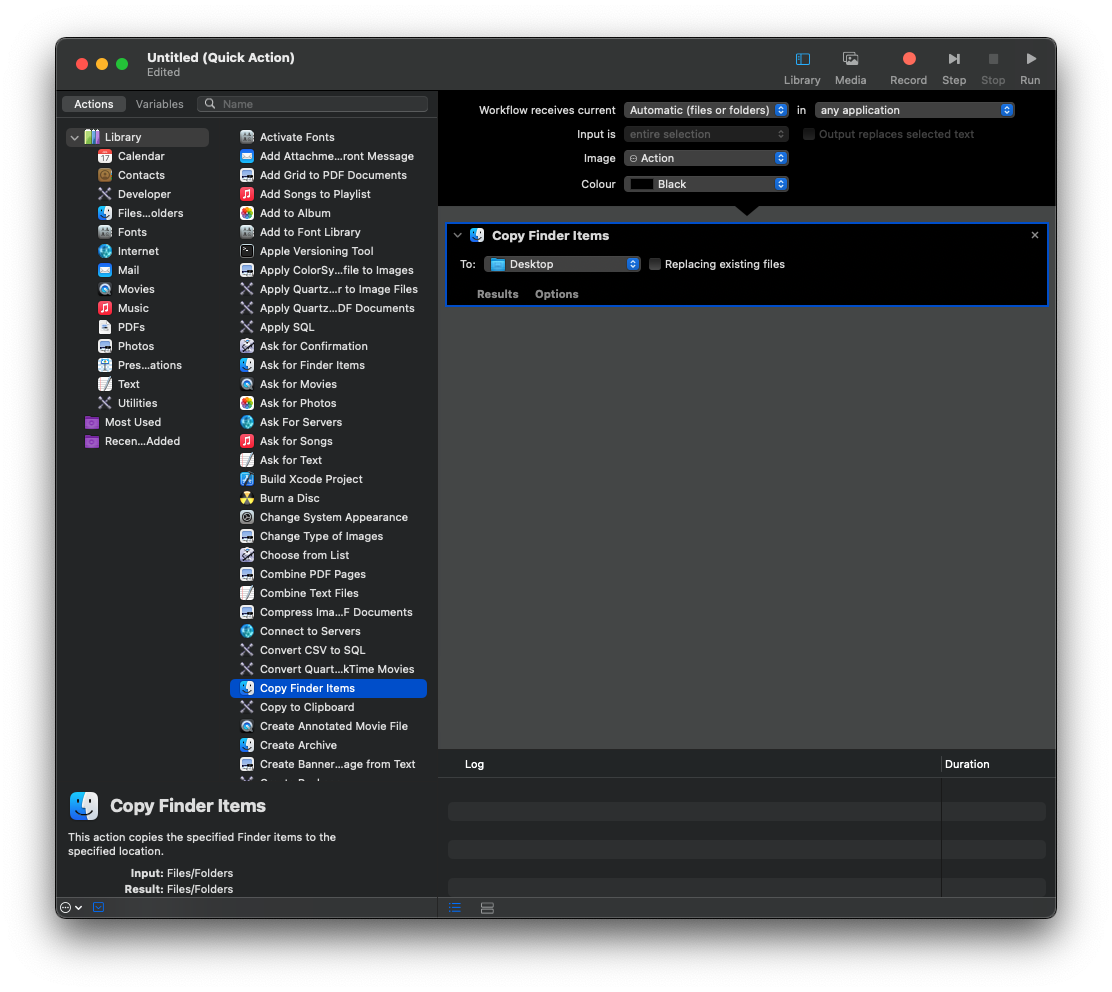 Untitled (Quick Action)
Edited
Library
Media
Record
Step
Stop
Run
Actions
Variables
Name
Library
17
Calendar
Contacts
Developer
Files...olders
Fonts
Internet
Mail
Movies
Music
PDFs
Photos
Pres...ations
Text
Utilities
Most Used
Recen...Added
Activate Fonts
Add Attachme...ront Message
Add Grid to PDF Documents
Add Songs to Playlist
Add to Album
Add to Font Library
Apple Versioning Tool
Apply ColorSy...file to Images
Apply Quartz...r to Image Files
Apply Quartz...DF Documents
Apply SQL
Ask for Confirmation
Ask for Finder Items
Ask for Movies
Ask for Photos
Ask For Servers
Ask for Songs
Ask for Text
Build Xcode Project
Burn a Disc
Change System Appearance
Change Type of Images
Choose from List
Combine PDF Pages
Combine Text Files
Compress Ima...F Documents
Connect to Servers
Convert CSV to SQL
Convert Quart...kTime Movies
Copy Finder Items
Copy to Clipboard
Create Annotated Movie File
Create Archive
Create Banner...age from Text
Workflow receives current Automatic (files or folders) in any application
Input is entire selection Output replaces selected text
Image Action
Colour Black
Copy Finder Items
To: Desktop Replacing existing files
Results Options
Log Duration
Copy Finder Items
This action copies the specified Finder items to the
specified location.
Input: Files/Folders
Result: Files/Folders